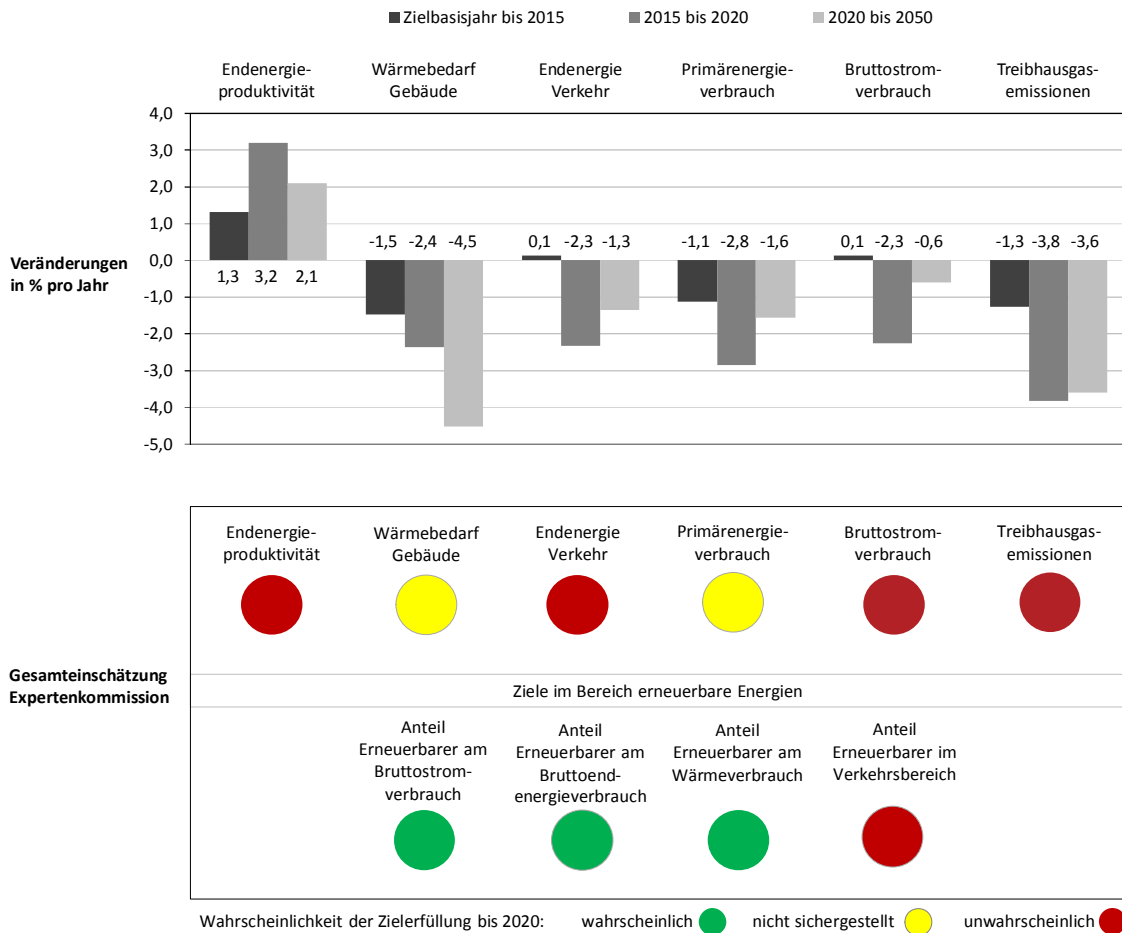 Zielbasisjahr bis 2015 2015 bis 2020 2020 bis 2050
Endenergie-
produktivität
Wärmebedarf
Gebäude
Endenergie
Verkehr
Primärenergie-
verbrauch
Bruttostrom-
verbrauch
Treibhausgas-
emissionen
4,0
3,0
2,0
1,0
0,0
-1,0
-2,0
-3,0
-4,0
-5,0
Veränderungen
in % pro Jahr
1,3 3,2 2,1
-1,5 -2,4 -4,5
0,1 -2,3 -1,3
-1,1 -2,8 -1,6
0,1 -2,3 -0,6
-1,3 -3,8 -3,6
Gesamteinschätzung
Expertenkommission
Endenergie-
produktivität
Wärmebedarf
Gebäude
Endenergie
Verkehr
Primärenergie-
verbrauch
Bruttostrom-
verbrauch
Treibhausgas-
emissionen
Ziele im Bereich erneuerbare Energien
Anteil
Erneuerbarer am
Bruttostrom-
verbrauch
Anteil
Erneuerbarer am
Bruttoend-
energieverbrauch
Anteil
Erneuerbarer am
Wärmeverbrauch
Anteil
Erneuerbarer im
Verkehrsbereich
Wahrscheinlichkeit der Zielerfüllung bis 2020: wahrscheinlich nicht sichergestellt unwahrscheinlich